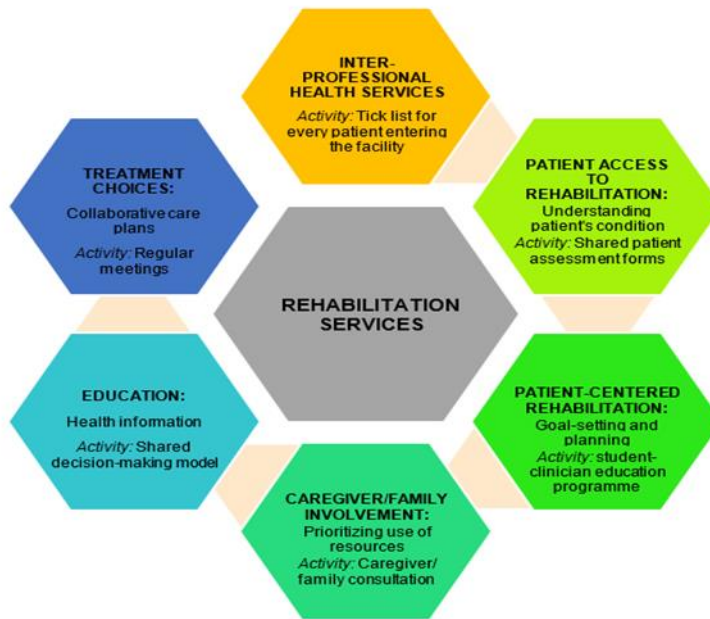 INTER-
PROFESSIONAL
HEALTH SERVICES
Activity: Tick list for
every patient entering
the facility
PATIENT ACCESS
TO
REHABILITATION:
Understanding
patient's condition
Activity: Shared patient
assessment forms
PATIENT-CENTERED
REHABILITATION:
Goal-setting and
planning
Activity: student-
clinician education
programme
CAREGIVER/FAMILY
INVOLVEMENT:
Prioritizing use of
resources
Activity: Caregiver/
family consultation
EDUCATION:
Health information
Activity: Shared
decision-making model
TREATMENT
CHOICES:
Collaborative care
plans
Activity: Regular
meetings
REHABILITATION
SERVICES